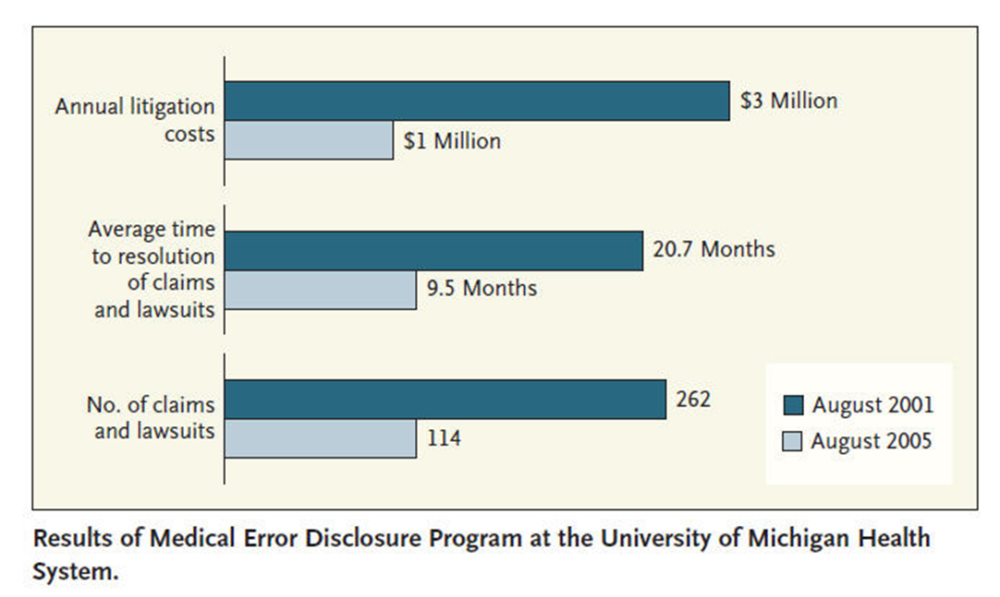 Annual litigation
costs
$3 Million
$1 Million
Average time
to resolution
of claims
and lawsuits
20.7 Months
9.5 Months
No. of claims
and lawsuits
262
114
August 2001
August 2005
Results of Medical Error Disclosure Program at the University of Michigan Health
System.